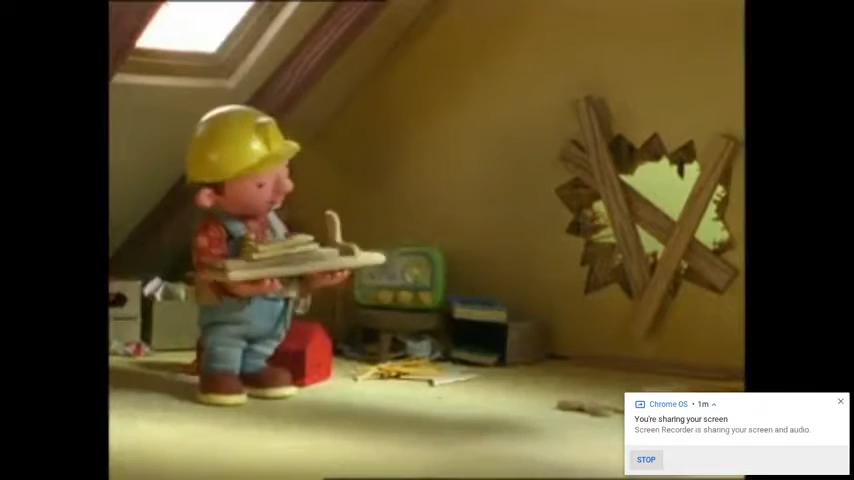 Chrome OS • 1m
You're sharing your screen
Screen Recorder is sharing your screen and audio.
STOP